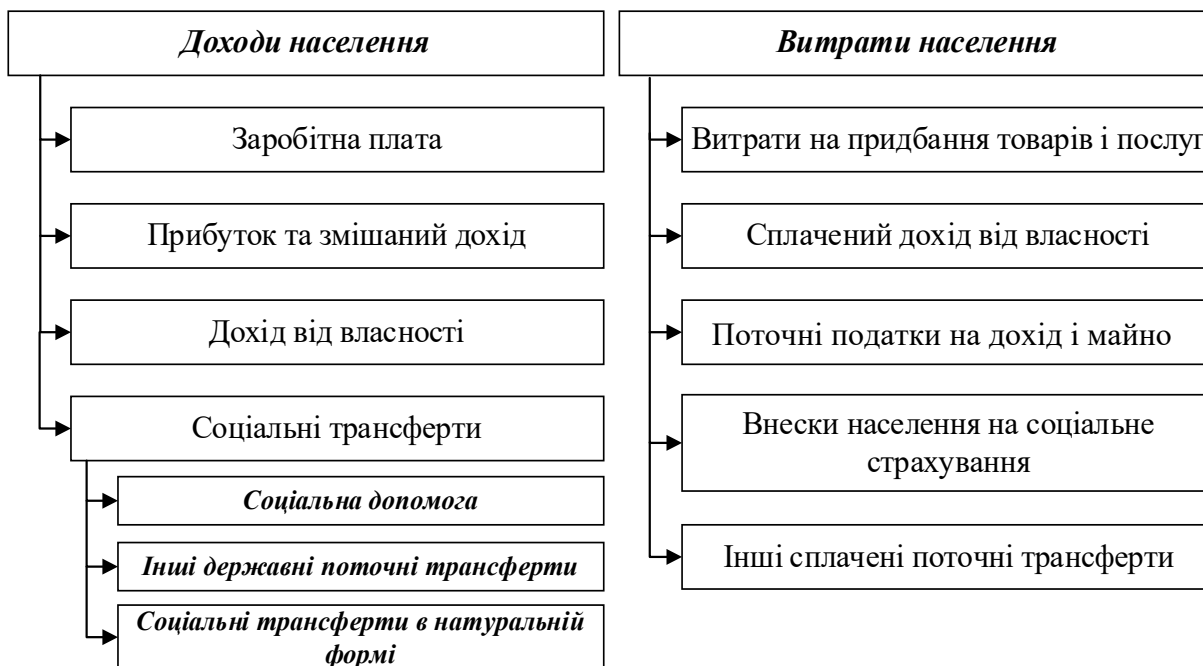 Доходи населення
Заробітна плата
Прибуток та змішаний дохід
Дохід від власності
Соціальні трансферти
Соціальна допомога
Інші державні поточні трансферти
Соціальні трансферти в натуральній
формі
Витрати населення
Витрати на придбання товарів і послуг
Сплачений дохід від власності
Поточні податки на дохід і майно
Внески населення на соціальне
страхування
Інші сплачені поточні трансферти